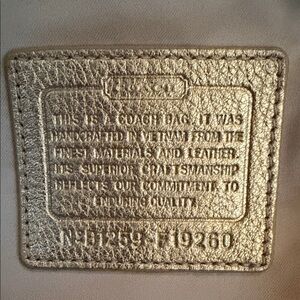 COACH
THIS IS A COACH BAG. IT WAS
HANDCRAFTED IN VIETNAM FROM THE
FINEST MATERIALS AND LEATHER.
ITS SUPERIOR CRAFTSMANSHIP
REFLECTS OUR COMMITMENT TO
ENDURING QUALITY.
Nº D1259-F19260